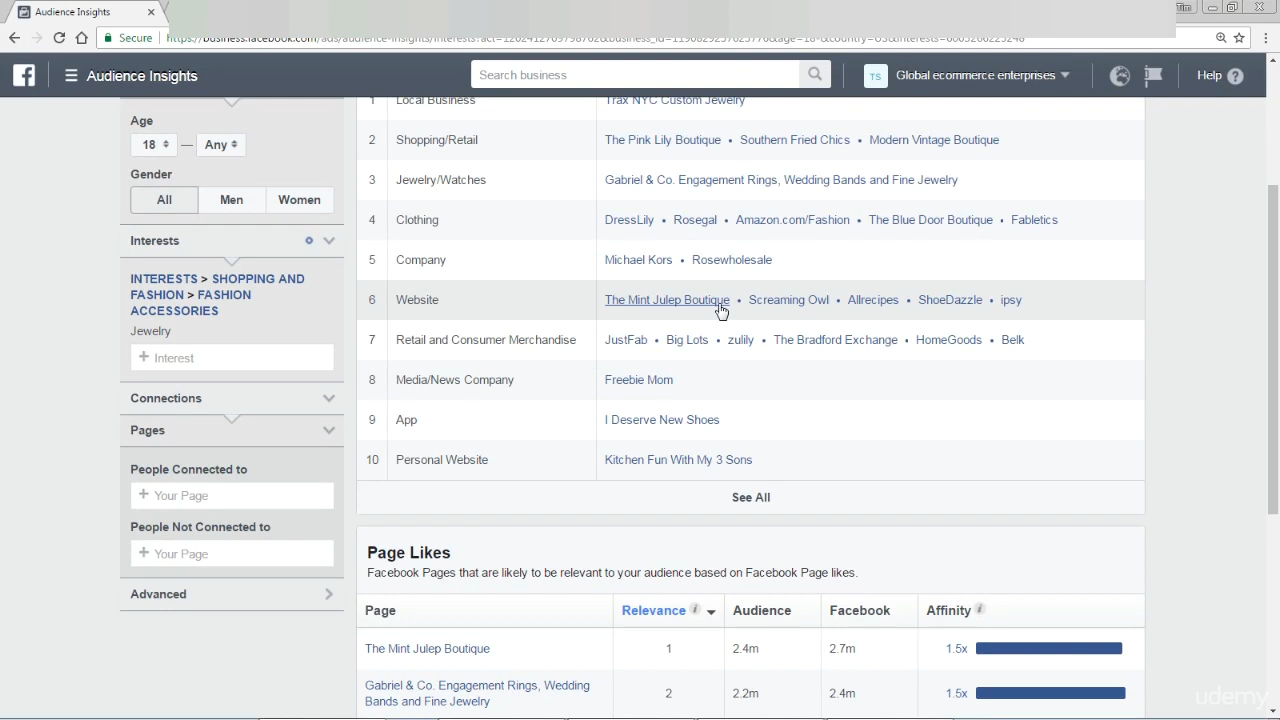 Audience Insights
Tim
Secure
Audience Insights
Search business
TS
Global ecommerce enterprises
Help
Age
18 — Any
Gender
All Men Women
Interests
INTERESTS > SHOPPING AND
FASHION > FASHION
ACCESSORIES
Jewelry
+ Interest
Connections
Pages
People Connected to
+ Your Page
People Not Connected to
+ Your Page
Advanced
1 Local Business Trax NYC Custom Jewelry
2 Shopping/Retail The Pink Lily Boutique • Southern Fried Chics • Modern Vintage Boutique
3 Jewelry/Watches Gabriel & Co. Engagement Rings, Wedding Bands and Fine Jewelry
4 Clothing DressLily • Rosegal • Amazon.com/Fashion • The Blue Door Boutique • Fabletics
5 Company Michael Kors • Rosewholesale
6 Website The Mint Julep Boutique • Screaming Owl • Allrecipes • ShoeDazzle • ipsy
7 Retail and Consumer Merchandise JustFab • Big Lots • zulily • The Bradford Exchange • HomeGoods • Belk
8 Media/News Company Freebie Mom
9 App I Deserve New Shoes
10 Personal Website Kitchen Fun With My 3 Sons
See All
Page Likes
Facebook Pages that are likely to be relevant to your audience based on Facebook Page likes.
Page Relevance Audience Facebook Affinity
The Mint Julep Boutique 1 2.4m 2.7m 1.5x
Gabriel & Co. Engagement Rings, Wedding
Bands and Fine Jewelry 2 2.2m 2.4m 1.5x
udemy